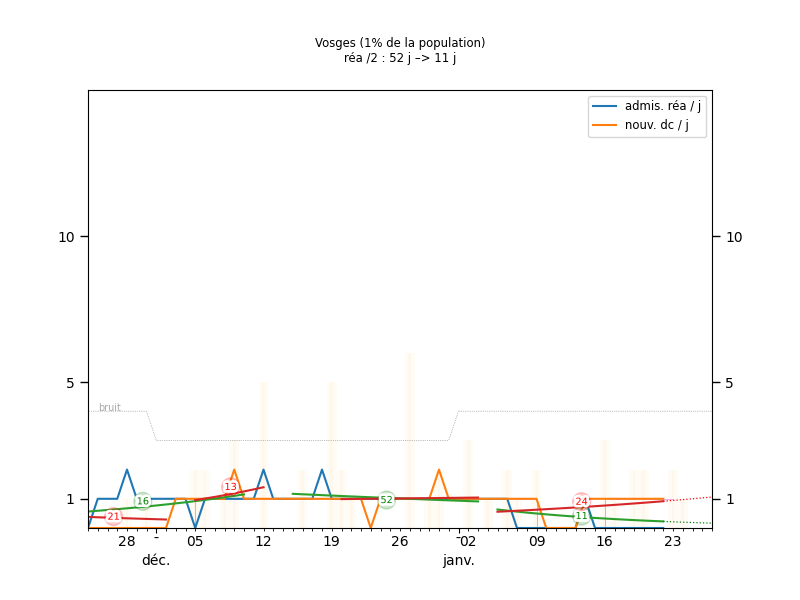 Vosges (1% de la population)
réa /2 : 52 j –> 11 j
admis. réa / j
nouv. dc / j
10 10
5 5
bruit
13
16 52 24
1 1
21 11
28 - 05 12 19 26 -02 09 16 23
déc. janv.